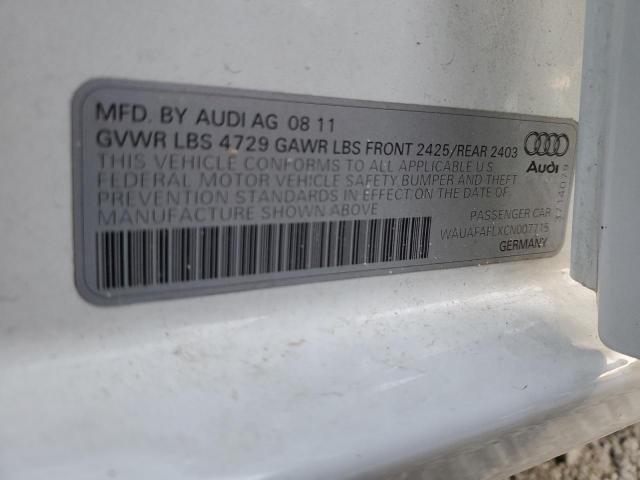 MFD. BY AUDI AG 08 11
GVWR LBS 4729 GAWR LBS FRONT 2425/REAR 2403
THIS VEHICLE CONFORMS TO ALL APPLICABLE U.S.
FEDERAL MOTOR VEHICLE SAFETY BUMPER AND THEFT
PREVENTION STANDARDS IN EFFECT ON THE DATE OF
MANUFACTURE SHOWN ABOVE
Audi
PASSENGER CAR
WAUAFAFLXCN007715
GERMANY